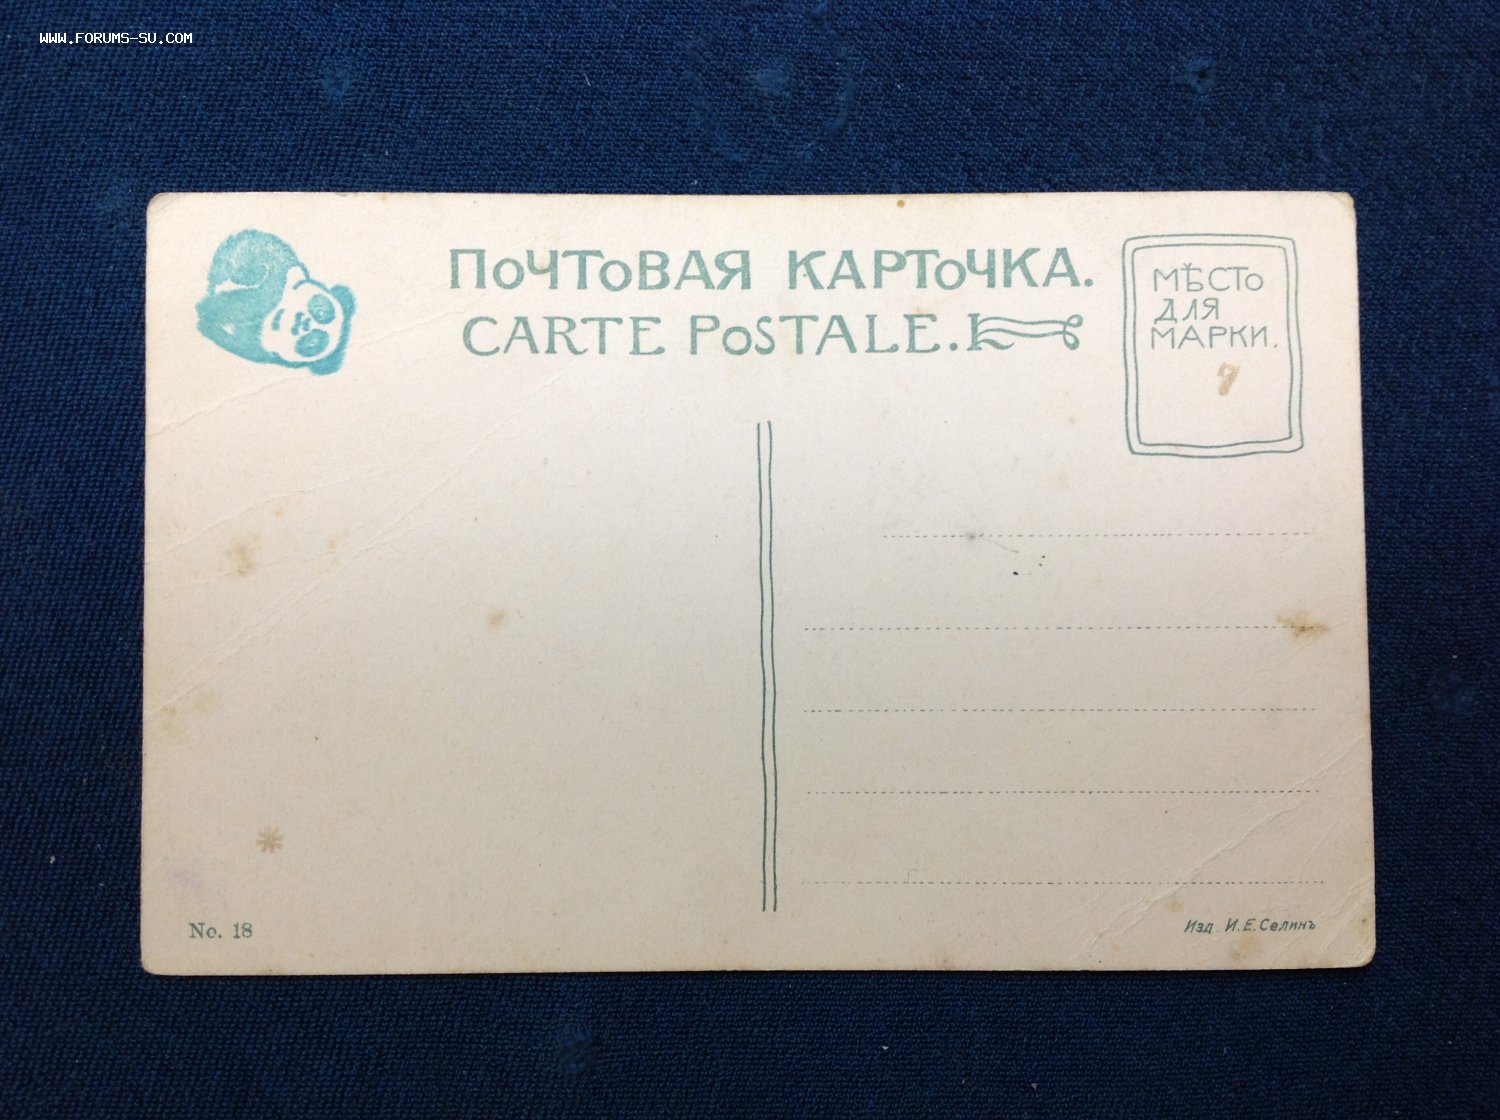 WWW.FORUMS-SU.COM
ПОЧТОВАЯ КАРТОЧКА.
CARTE POSTALE.
МѢСТО
ДЛЯ
МАРКИ.
7
No. 18
Изд. И.Е.Селинъ